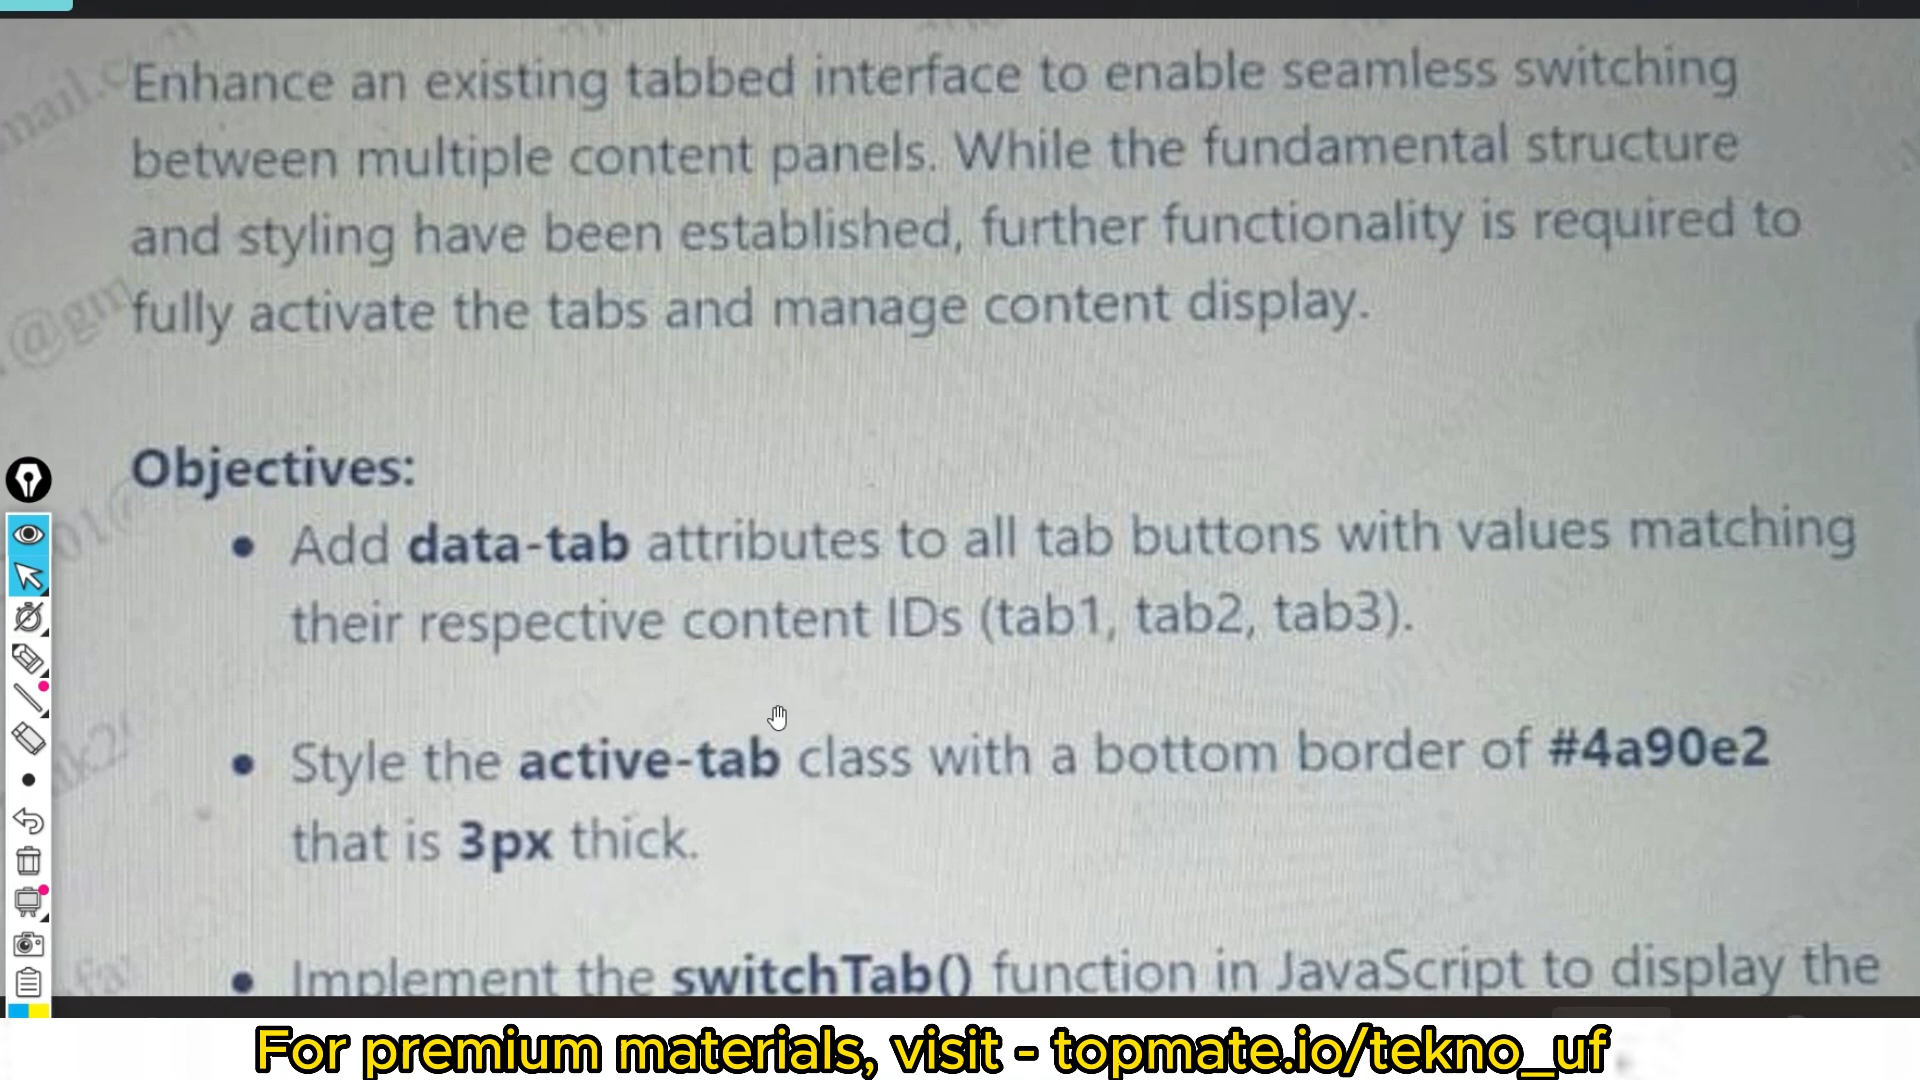 Enhance an existing tabbed interface to enable seamless switching
between multiple content panels. While the fundamental structure
and styling have been established, further functionality is required to
fully activate the tabs and manage content display.
Objectives:
• Add data-tab attributes to all tab buttons with values matching
their respective content IDs (tab1, tab2, tab3).
• Style the active-tab class with a bottom border of #4a90e2
that is 3px thick.
• Implement the switchTab() function in JavaScript to display the
For premium materials, visit - topmate.io/tekno_uf